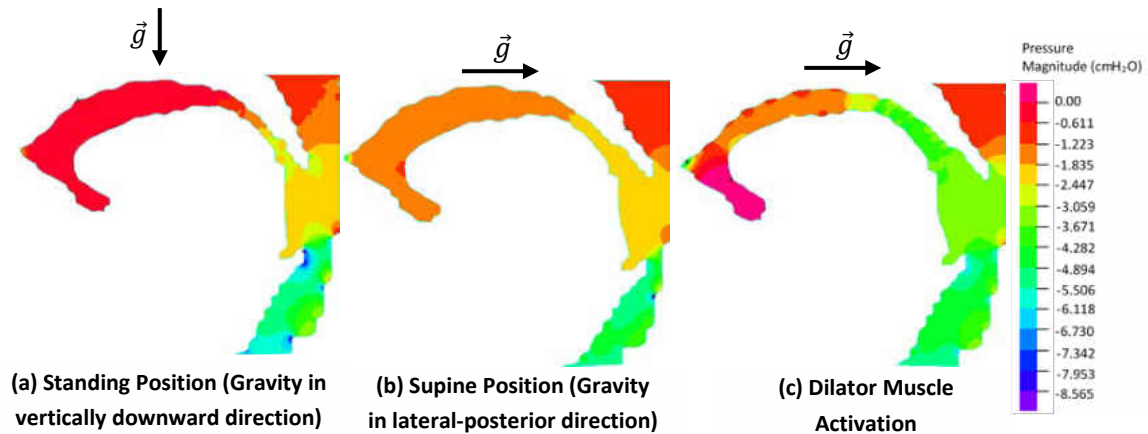 g⃗
g⃗
g⃗
Pressure
Magnitude (cmH₂O)
0.00
-0.611
-1.223
-1.835
-2.447
-3.059
-3.671
-4.282
-4.894
-5.506
-6.118
-6.730
-7.342
-7.953
-8.565
(a) Standing Position (Gravity in
vertically downward direction)
(b) Supine Position (Gravity
in lateral-posterior direction)
(c) Dilator Muscle
Activation